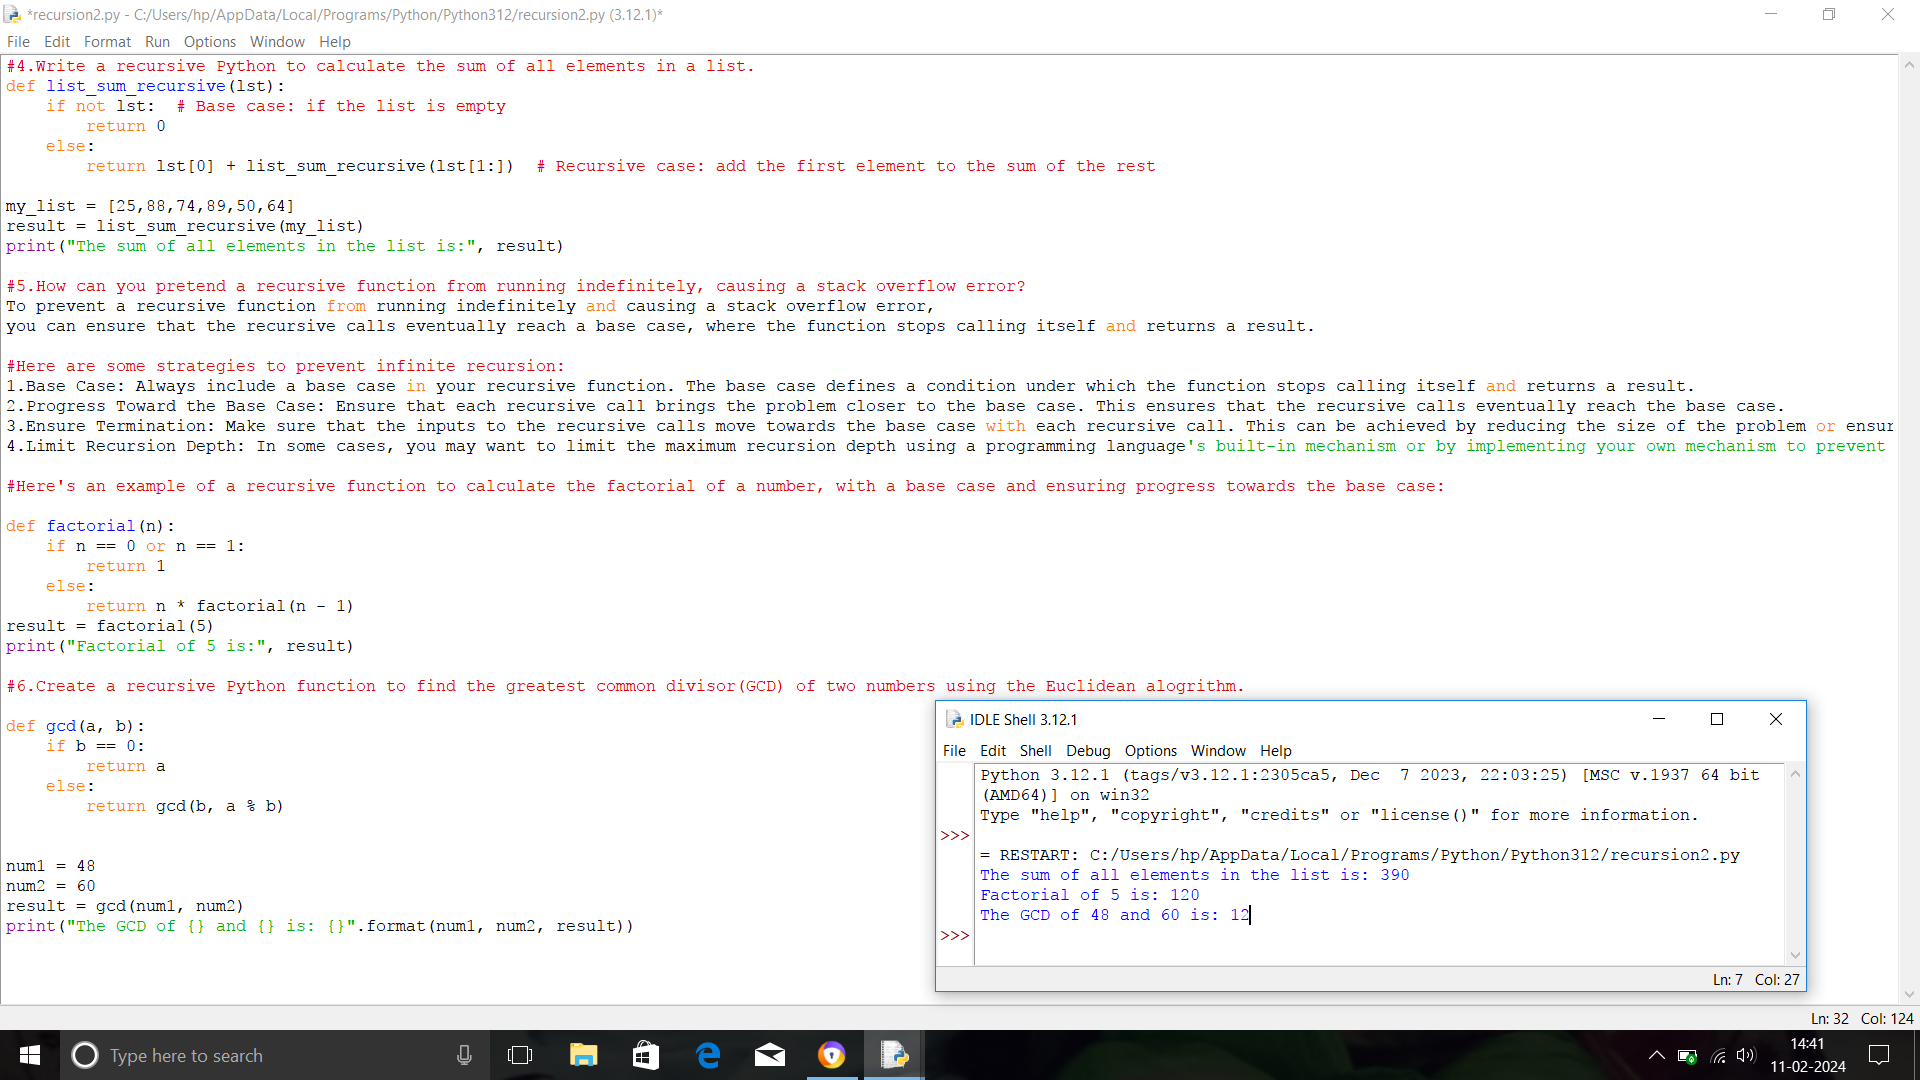 *recursion2.py - C:/Users/hp/AppData/Local/Programs/Python/Python312/recursion2.py (3.12.1)*
File Edit Format Run Options Window Help
#4.Write a recursive Python to calculate the sum of all elements in a list.
def list_sum_recursive(lst):
    if not lst:  # Base case: if the list is empty
        return 0
    else:
        return lst[0] + list_sum_recursive(lst[1:])  # Recursive case: add the first element to the sum of the rest
my_list = [25,88,74,89,50,64]
result = list_sum_recursive(my_list)
print("The sum of all elements in the list is:", result)
#5.How can you pretend a recursive function from running indefinitely, causing a stack overflow error?
To prevent a recursive function from running indefinitely and causing a stack overflow error,
you can ensure that the recursive calls eventually reach a base case, where the function stops calling itself and returns a result.
#Here are some strategies to prevent infinite recursion:
1.Base Case: Always include a base case in your recursive function. The base case defines a condition under which the function stops calling itself and returns a result.
2.Progress Toward the Base Case: Ensure that each recursive call brings the problem closer to the base case. This ensures that the recursive calls eventually reach the base case.
3.Ensure Termination: Make sure that the inputs to the recursive calls move towards the base case with each recursive call. This can be achieved by reducing the size of the problem or ensur
4.Limit Recursion Depth: In some cases, you may want to limit the maximum recursion depth using a programming language's built-in mechanism or by implementing your own mechanism to prevent
#Here's an example of a recursive function to calculate the factorial of a number, with a base case and ensuring progress towards the base case:
def factorial(n):
    if n == 0 or n == 1:
        return 1
    else:
        return n * factorial(n - 1)
result = factorial(5)
print("Factorial of 5 is:", result)
#6.Create a recursive Python function to find the greatest common divisor(GCD) of two numbers using the Euclidean alogrithm.
def gcd(a, b):
    if b == 0:
        return a
    else:
        return gcd(b, a % b)
num1 = 48
num2 = 60
result = gcd(num1, num2)
print("The GCD of {} and {} is: {}".format(num1, num2, result))
IDLE Shell 3.12.1
File Edit Shell Debug Options Window Help
Python 3.12.1 (tags/v3.12.1:2305ca5, Dec  7 2023, 22:03:25) [MSC v.1937 64 bit
(AMD64)] on win32
Type "help", "copyright", "credits" or "license()" for more information.
>>>
= RESTART: C:/Users/hp/AppData/Local/Programs/Python/Python312/recursion2.py
The sum of all elements in the list is: 390
Factorial of 5 is: 120
The GCD of 48 and 60 is: 12
>>>
Ln: 7 Col: 27
Ln: 32 Col: 124
Type here to search
14:41
11-02-2024